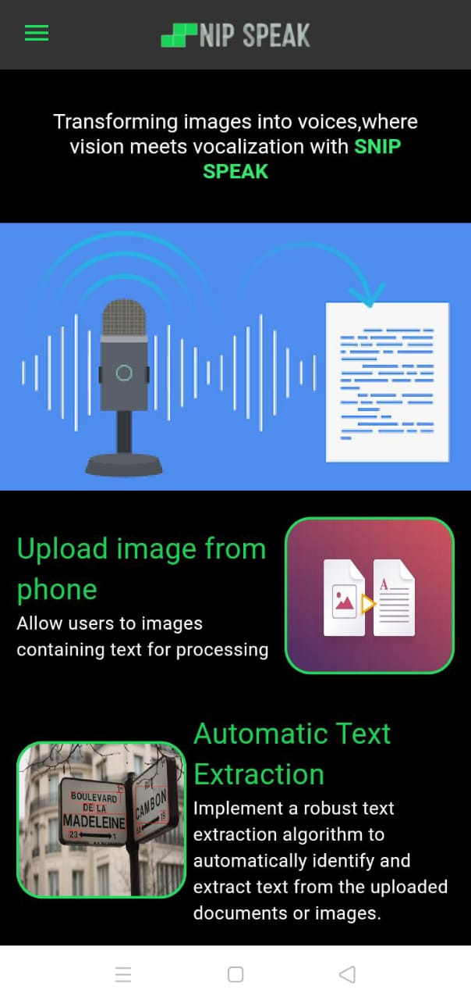 NIP SPEAK
Transforming images into voices,where
vision meets vocalization with SNIP
SPEAK
Upload image from
phone
Allow users to images
containing text for processing
A
Automatic Text
Extraction
Implement a robust text
extraction algorithm to
automatically identify and
extract text from the uploaded
documents or images.
BOULEVARD
DE LA
MADELEINE
23 1
CAMBON